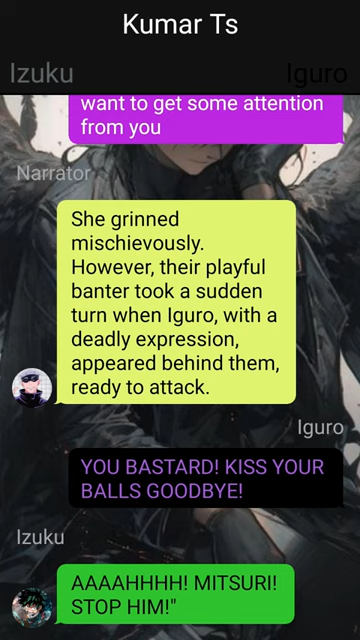 Kumar Ts
Izuku
Iguro
want to get some attention
from you
Narrator
She grinned
mischievously.
However, their playful
banter took a sudden
turn when Iguro, with a
deadly expression,
appeared behind them,
ready to attack.
Iguro
YOU BASTARD! KISS YOUR
BALLS GOODBYE!
Izuku
AAAAHHHH! MITSURI!
STOP HIM!"